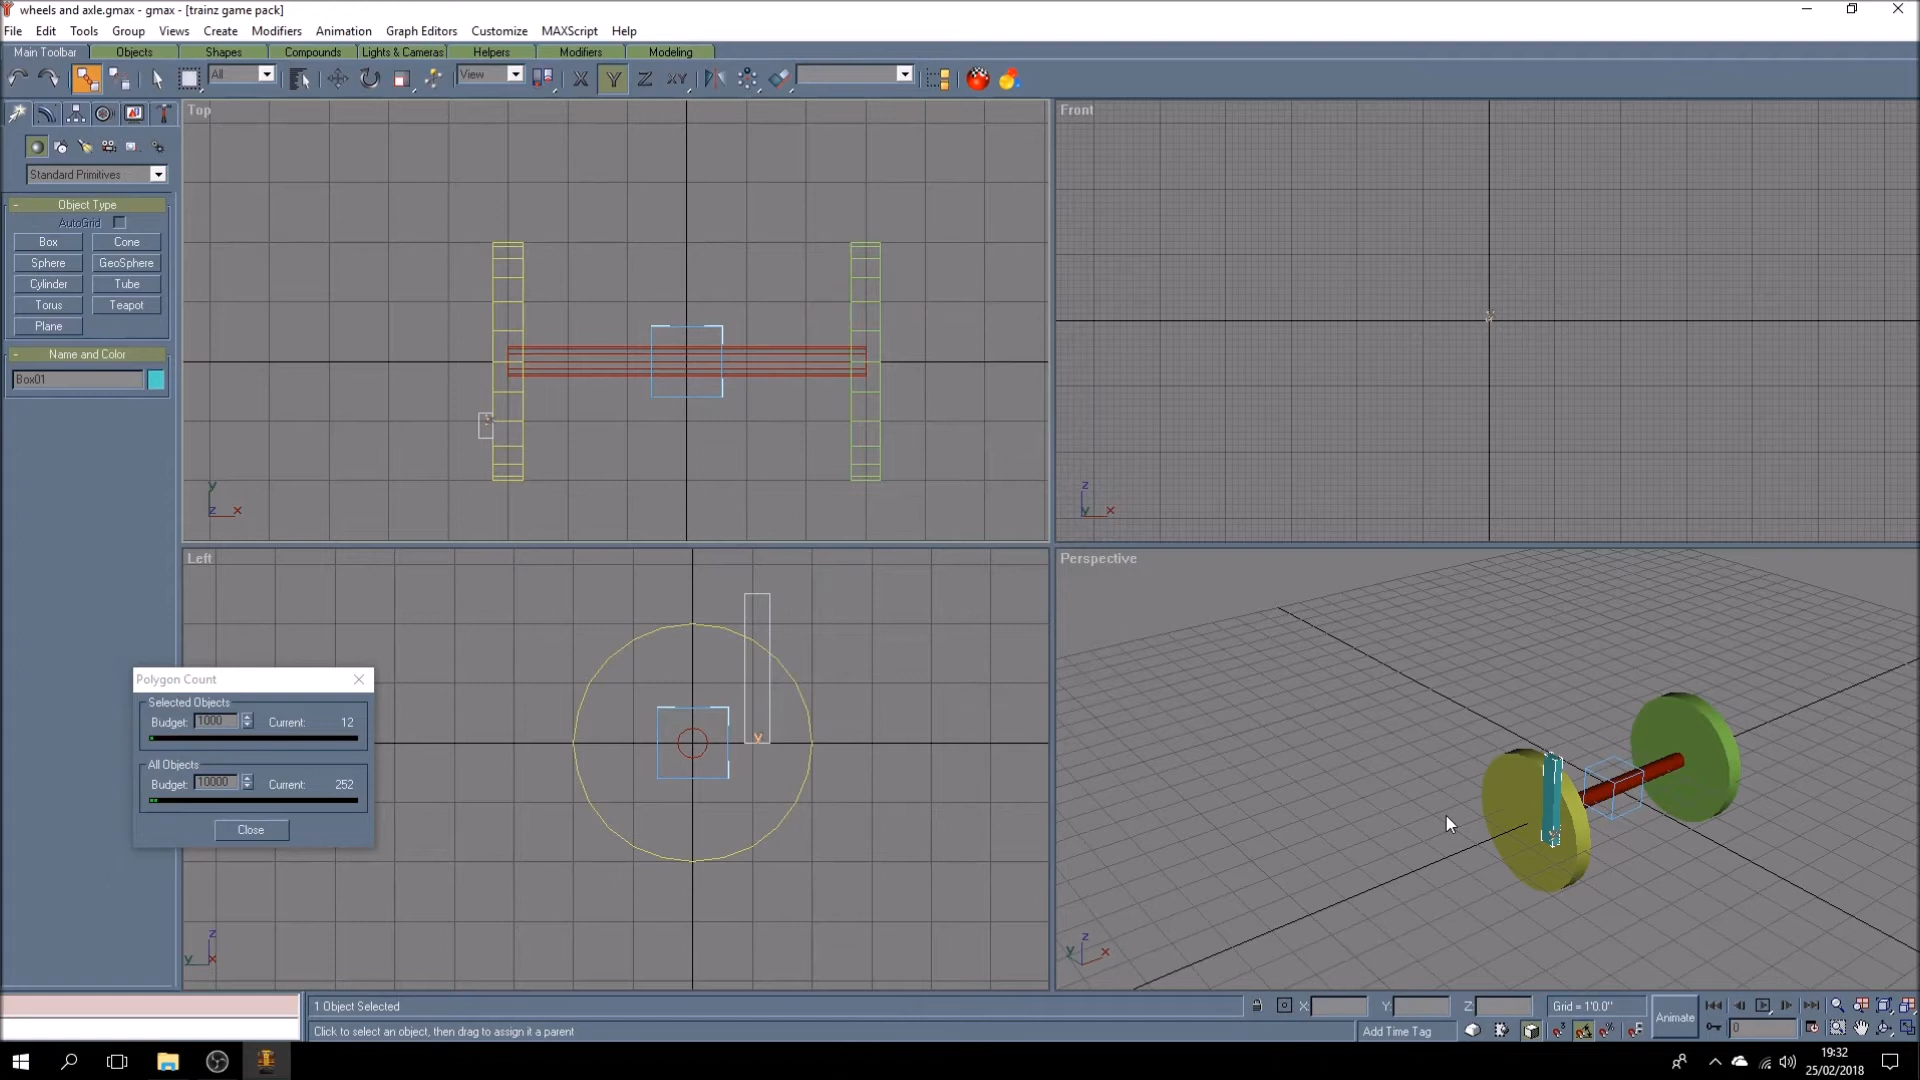 wheels and axle.gmax - gmax - [trainz game pack]
File Edit Tools Group Views Create Modifiers Animation Graph Editors Customize MAXScript Help
Main Toolbar Objects Shapes Compounds Lights & Cameras Helpers Modifiers Modeling
All View X Y Z XY
Top
Front
Standard Primitives
- Object Type
AutoGrid
Box Cone
Sphere GeoSphere
Cylinder Tube
Torus Teapot
Plane
- Name and Color
Box01
y
z x
z
y x
Left
Perspective
Polygon Count
Selected Objects
Budget: 1000 Current: 12
All Objects
Budget: 10000 Current: 252
Close
z
y x
z
y x
1 Object Selected X: Y: Z: Grid = 1'0.0" Animate
Click to select an object, then drag to assign it a parent Add Time Tag 0
19:32
25/02/2018